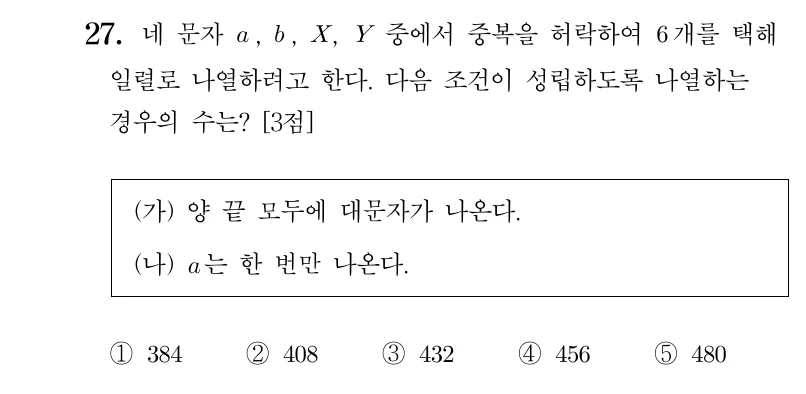 27. 네 문자 a, b, X, Y 중에서 중복을 허락하여 6개를 택해
일렬로 나열하려고 한다. 다음 조건이 성립하도록 나열하는
경우의 수는? [3점]
(가) 양 끝 모두에 대문자가 나온다.
(나) a는 한 번만 나온다.
① 384 ② 408 ③ 432 ④ 456 ⑤ 480